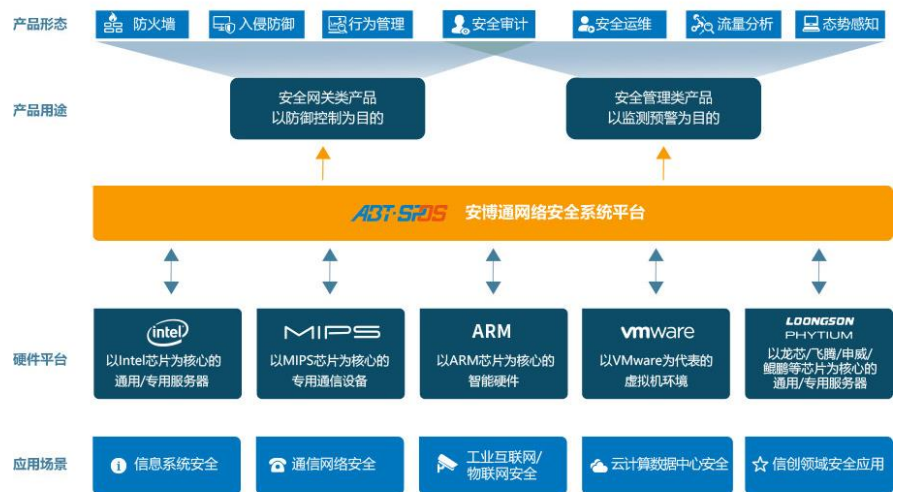 产品形态
防火墙
入侵防御
行为管理
安全审计
安全运维
流量分析
态势感知
产品用途
安全网关类产品
以防御控制为目的
安全管理类产品
以监测预警为目的
ABT·SPOS 安博通网络安全系统平台
硬件平台
intel
以Intel芯片为核心的
通用/专用服务器
MIPS
以MIPS芯片为核心的
专用通信设备
ARM
以ARM芯片为核心的
智能硬件
vmware
以VMware为代表的
虚拟机环境
LOONGSON
PHYTIUM
以龙芯/飞腾/申威/
鲲鹏等芯片为核心的
通用/专用服务器
应用场景
信息系统安全
通信网络安全
工业互联网/
物联网安全
云计算数据中心安全
信创领域安全应用